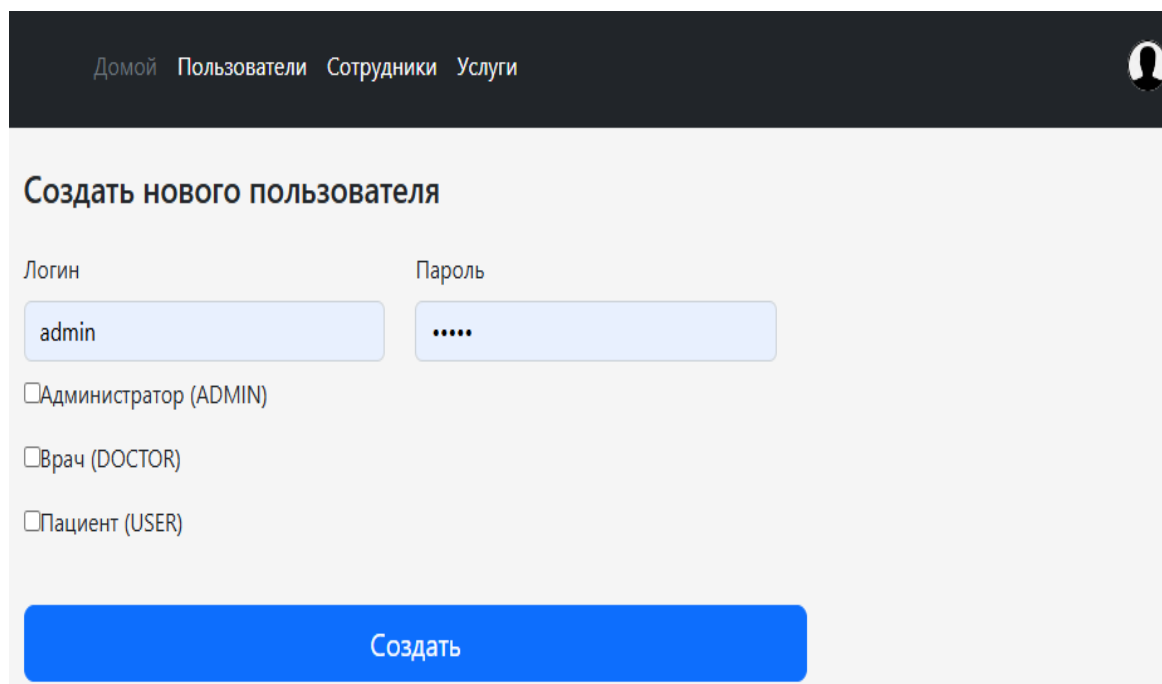 Домой Пользователи Сотрудники Услуги
Создать нового пользователя
Логин Пароль
admin •••••
Администратор (ADMIN)
Врач (DOCTOR)
Пациент (USER)
Создать